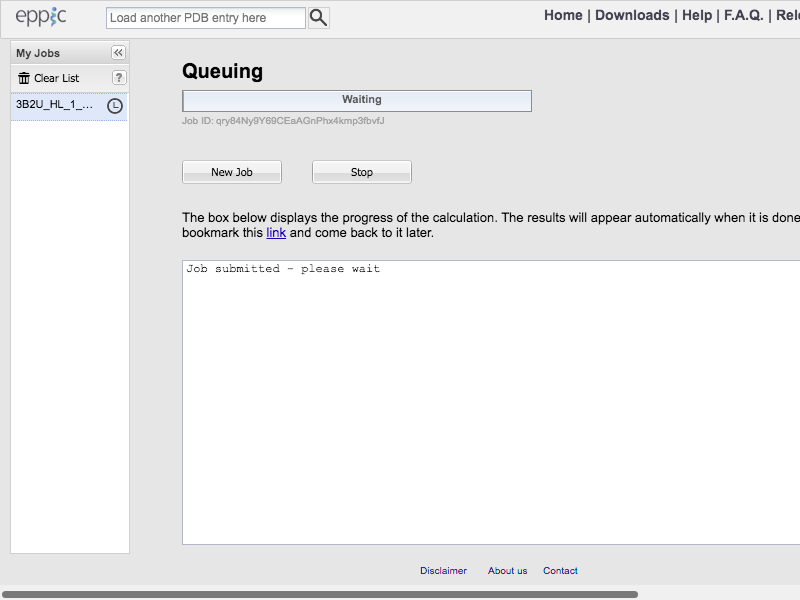 eppic
Load another PDB entry here
Home | Downloads | Help | F.A.Q. |
My Jobs
Clear List
?
3B2U_HL_1_...
Queuing
Waiting
Job ID: qry84Ny9Y69CEaAGnPhx4kmp3fbvfJ
New Job
Stop
The box below displays the progress of the calculation. The results will appear automatically when it is done
bookmark this link and come back to it later.
Job submitted - please wait
Disclaimer About us Contact